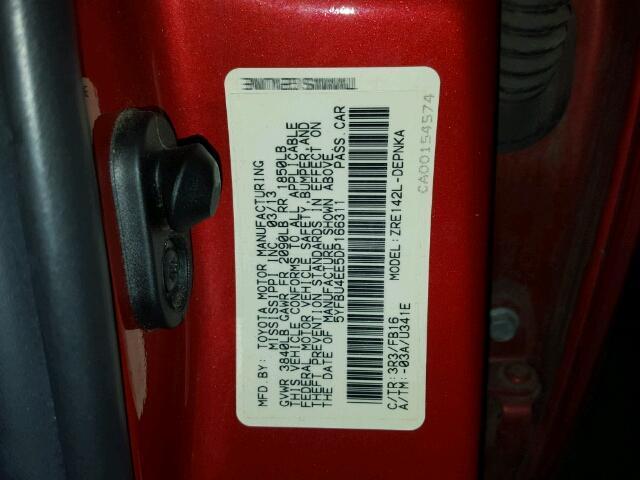 MFD. BY: TOYOTA MOTOR MANUFACTURING
MISSISSIPPI INC. 03/13
GVWR 3840LB GAWR FR 2090LB RR 1850LB
THIS VEHICLE CONFORMS TO ALL APPLICABLE
FEDERAL MOTOR VEHICLE SAFETY, BUMPER, AND
THEFT PREVENTION STANDARDS IN EFFECT ON
THE DATE OF MANUFACTURE SHOWN ABOVE.
5YFBU4EE5DP166311 PASS.CAR
C/TR: 3R3/FB16
A/TM: -03A/U341E
MODEL: ZRE142L-DEPNKA
CA00154574